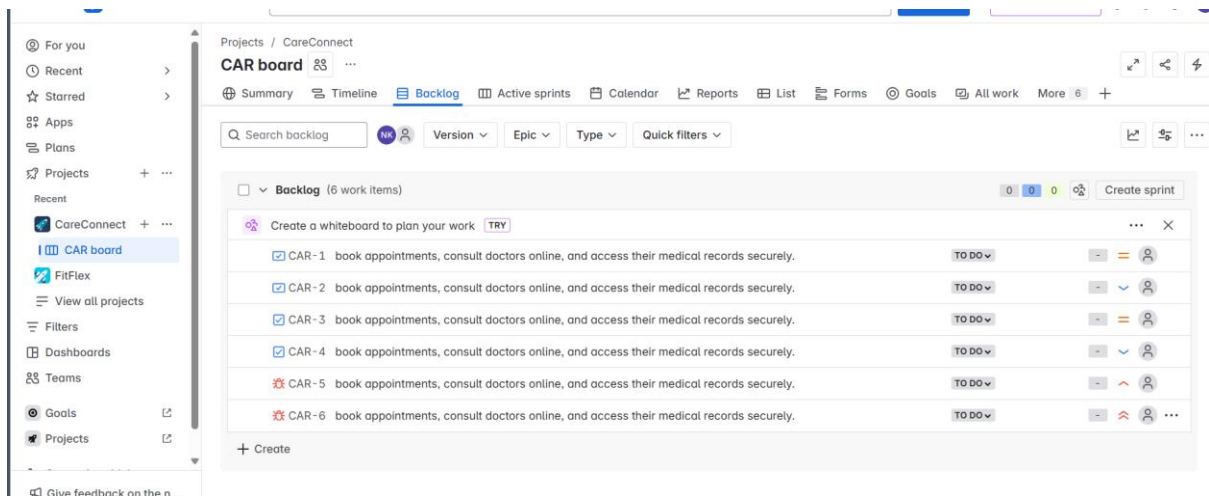 For you
Recent
Starred
Apps
Plans
Projects
Recent
CareConnect
CAR board
FitFlex
View all projects
Filters
Dashboards
Teams
Goals
Projects
Give feedback on the n...
Projects / CareConnect
CAR board
Summary Timeline Backlog Active sprints Calendar Reports List Forms Goals All work More 6
Search backlog NK Version Epic Type Quick filters
Backlog (6 work items) 0 0 0 Create sprint
Create a whiteboard to plan your work TRY
CAR-1 book appointments, consult doctors online, and access their medical records securely. TO DO -
CAR-2 book appointments, consult doctors online, and access their medical records securely. TO DO -
CAR-3 book appointments, consult doctors online, and access their medical records securely. TO DO -
CAR-4 book appointments, consult doctors online, and access their medical records securely. TO DO -
CAR-5 book appointments, consult doctors online, and access their medical records securely. TO DO -
CAR-6 book appointments, consult doctors online, and access their medical records securely. TO DO -
+ Create